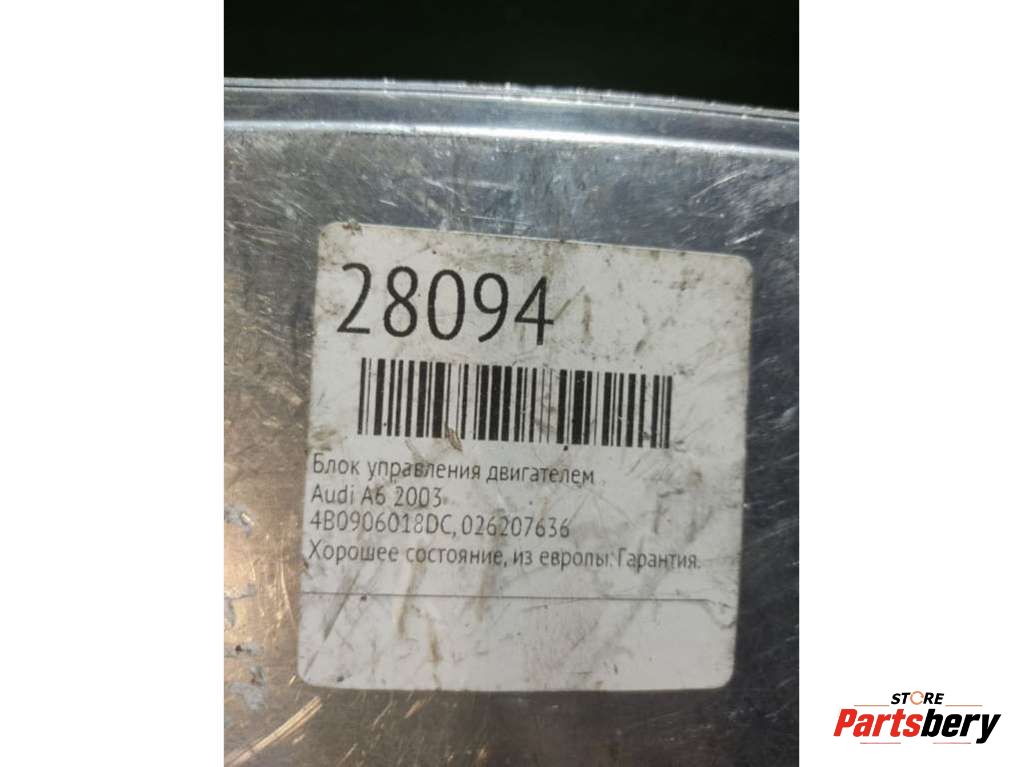 28094
Блок управления двигателем
Audi A6 2003
4B0906018DC, 026207636
Хорошее состояние, из европы. Гарантия.
STORE
Partsbery